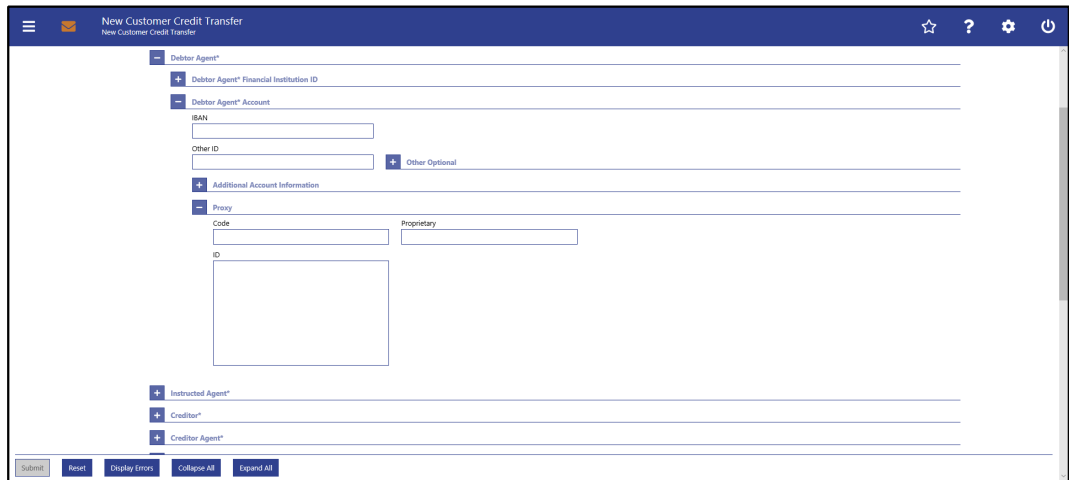 New Customer Credit Transfer
New Customer Credit Transfer
?
Debtor Agent*
Debtor Agent* Financial Institution ID
Debtor Agent* Account
IBAN
Other ID
Other Optional
Additional Account Information
Proxy
Code Proprietary
ID
Instructed Agent*
Creditor*
Creditor Agent*
Submit Reset Display Errors Collapse All Expand All